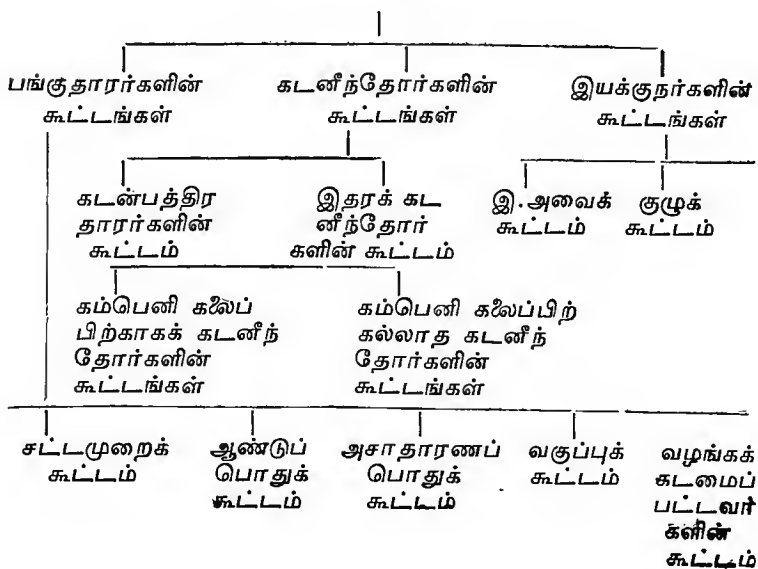 பங்குதாரர்களின்
கூட்டங்கள்
கடனீந்தோர்களின்
கூட்டங்கள்
இயக்குநர்களின்
கூட்டங்கள்
கடன்பத்திர
தாரர்களின்
கூட்டம்
இதரக் கட
னீந்தோர்
களின் கூட்டம்
இ.அவைக்
கூட்டம்
குழுக்
கூட்டம்
கம்பெனி கலைப்
பிற்காகக் கடனீந்
தோர்களின்
கூட்டங்கள்
கம்பெனி கலைப்பிற்
கல்லாத கடனீந்
தோர்களின்
கூட்டங்கள்
சட்டமுறைக்
கூட்டம்
ஆண்டுப்
பொதுக்
கூட்டம்
அசாதாரணப்
பொதுக்
கூட்டம்
வகுப்புக்
கூட்டம்
வழங்கக்
கடமைப்
பட்டவர்
களின்
கூட்டம்